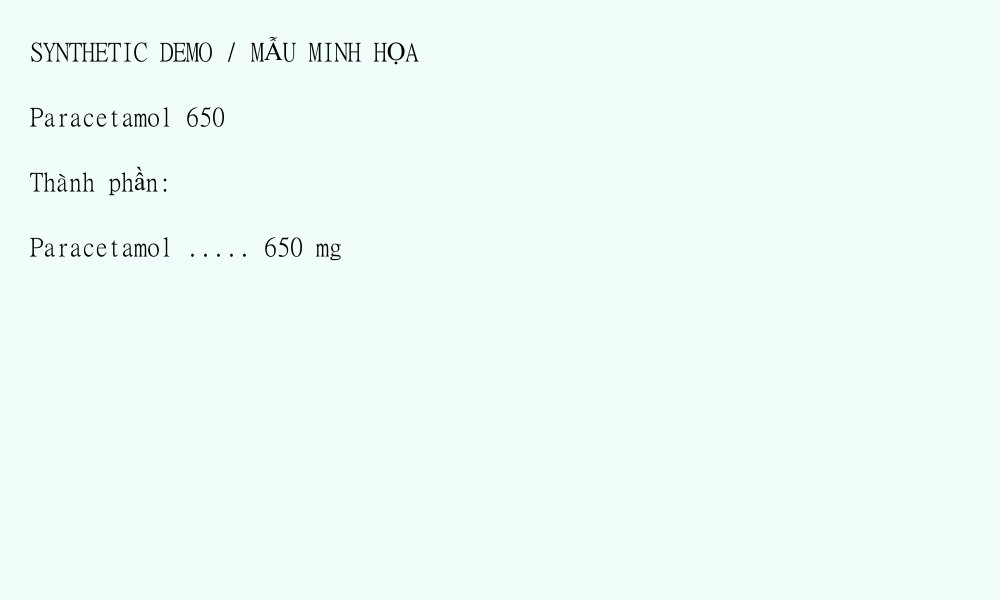 SYNTHETIC DEMO / MẪU MINH HỌA
Paracetamol 650
Thành phần:
Paracetamol ..... 650 mg